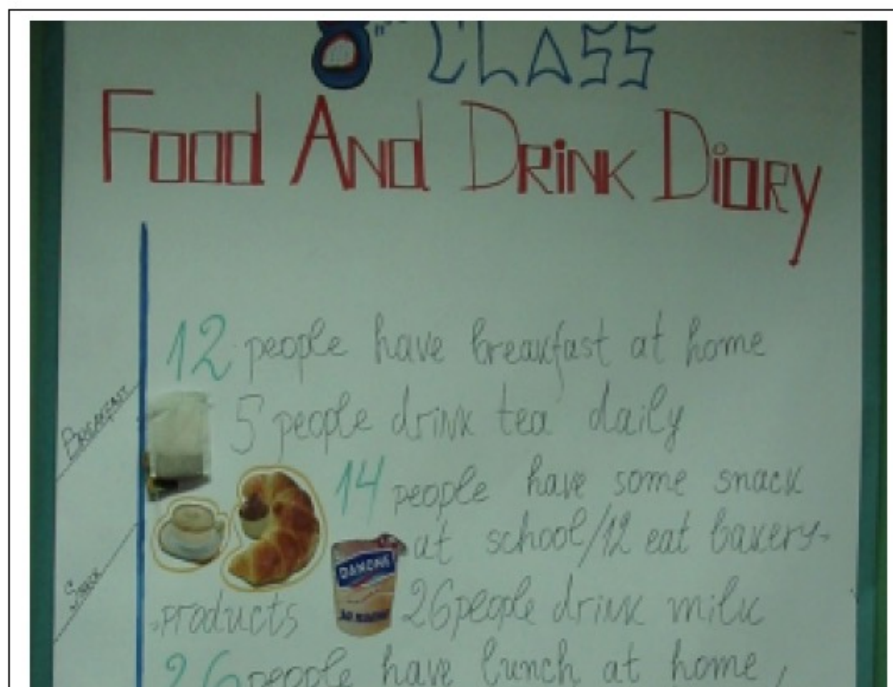 8th CLASS
FOOD AND DRINK DIARY
12 people have breakfast at home
BREAKFAST
5 people drink tea daily
14 people have some snack
at school/12 eat bakery-
SNACK
DANONE
-products 26 people drink milk
26 people have lunch at home,